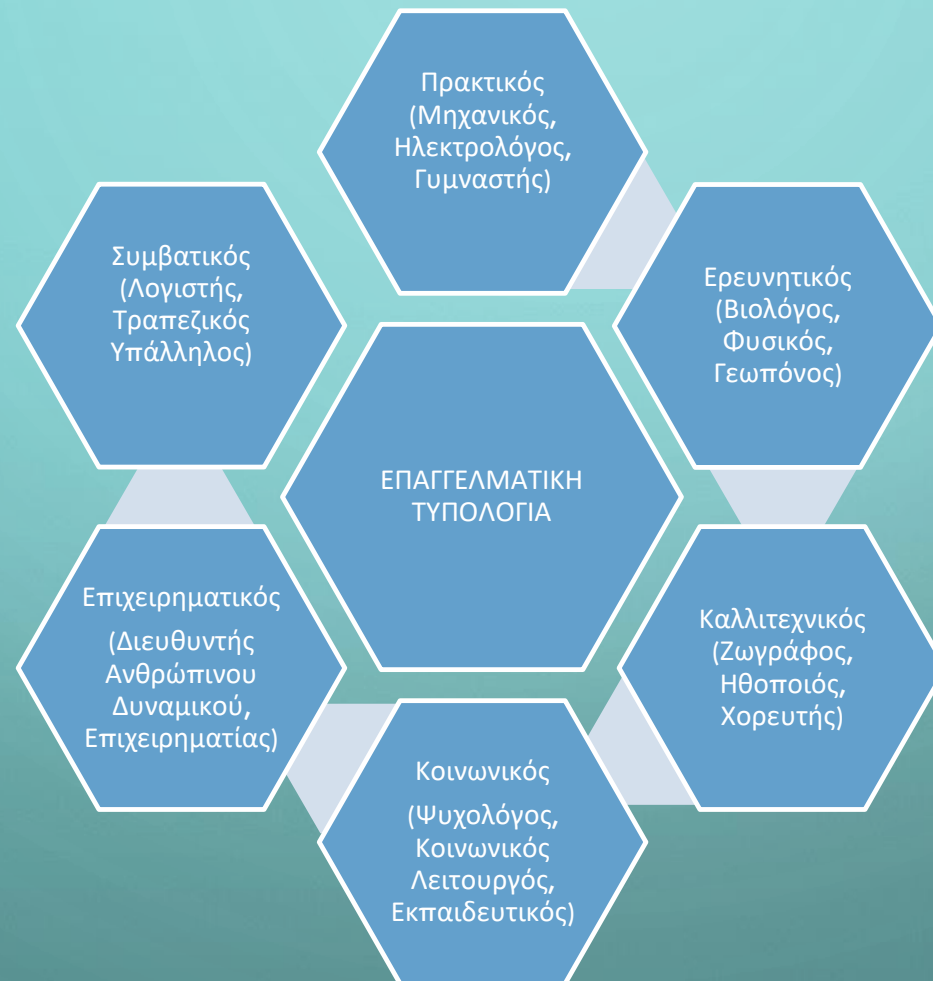 Πρακτικός
(Μηχανικός,
Ηλεκτρολόγος,
Γυμναστής)
Ερευνητικός
(Βιολόγος,
Φυσικός,
Γεωπόνος)
Καλλιτεχνικός
(Ζωγράφος,
Ηθοποιός,
Χορευτής)
Κοινωνικός
(Ψυχολόγος,
Κοινωνικός
Λειτουργός,
Εκπαιδευτικός)
Επιχειρηματικός
(Διευθυντής
Ανθρώπινου
Δυναμικού,
Επιχειρηματίας)
Συμβατικός
(Λογιστής,
Τραπεζικός
Υπάλληλος)
ΕΠΑΓΓΕΛΜΑΤΙΚΗ
ΤΥΠΟΛΟΓΙΑ